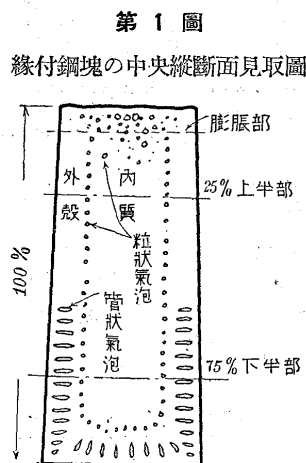 第1圖
緣付鋼塊の中央縱斷面見取圖
膨脹部
外殼
內質
25%上半部
粒狀氣泡
100%
管狀氣泡
75%下半部